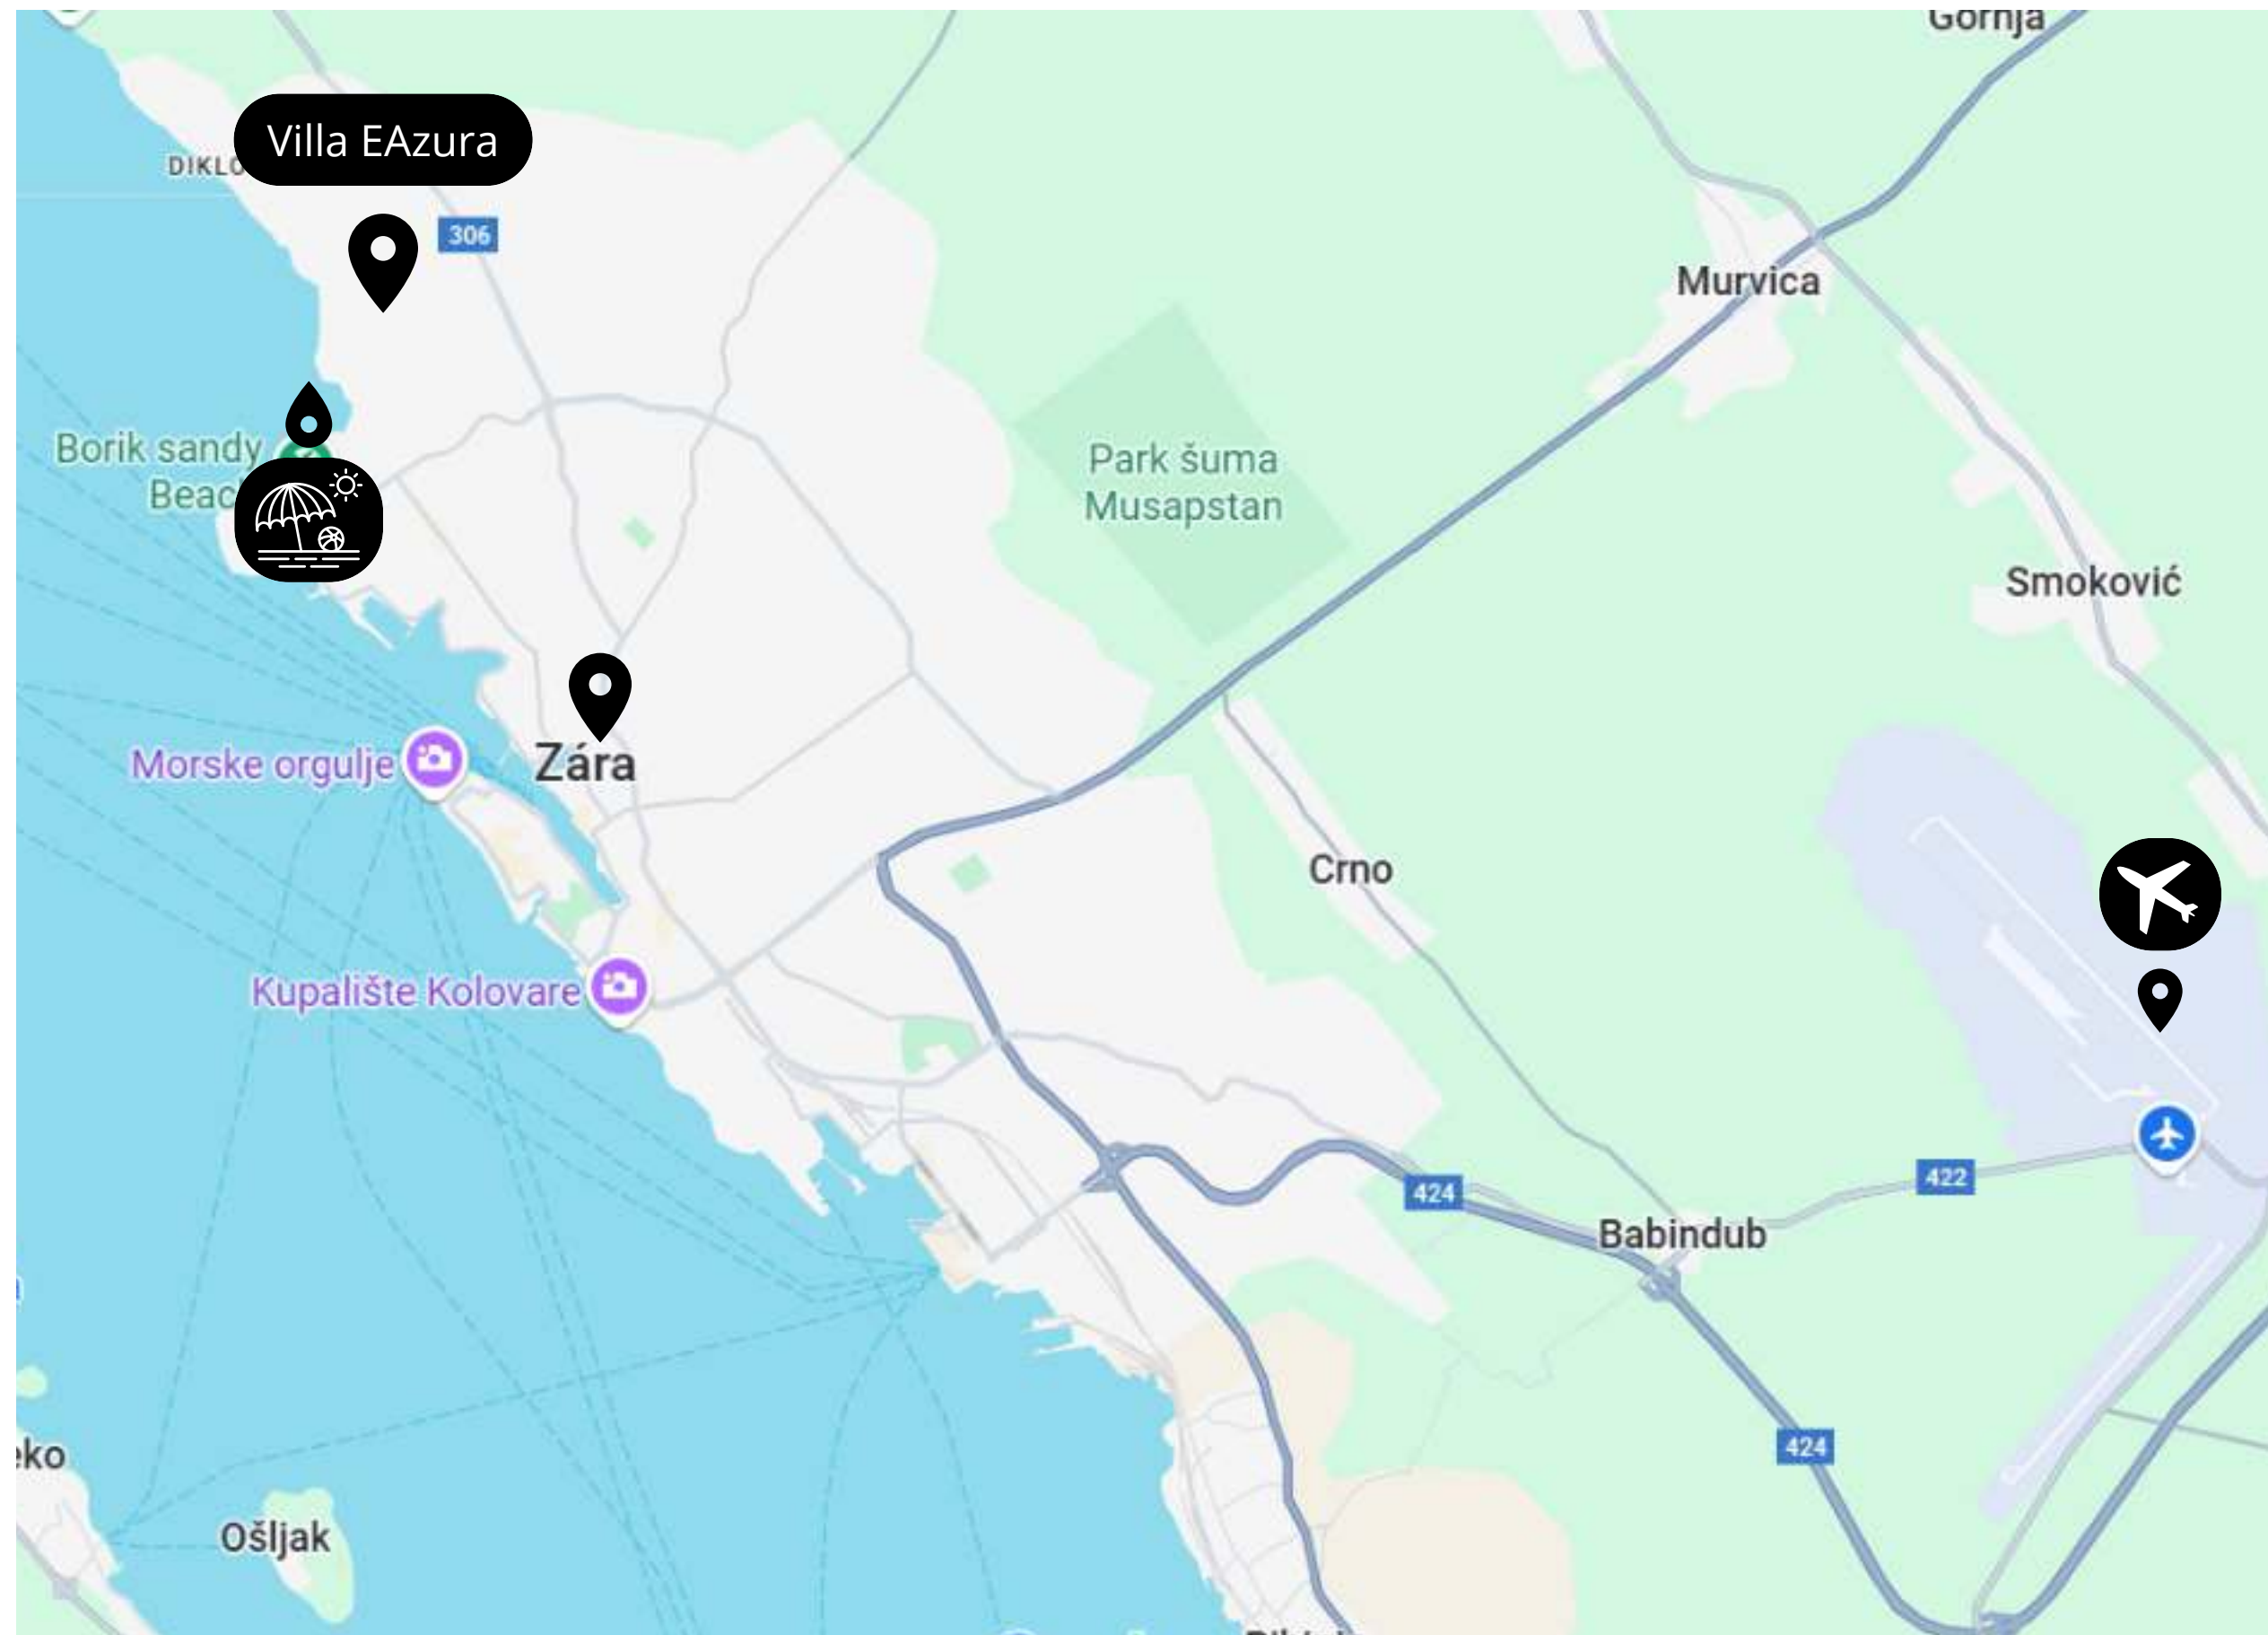 Gornja
Villa EAzura
DIKLO
306
Murvica
Borik sandy
Beac
Park šuma
Musapstan
Smoković
Morske orgulje
Zára
Crno
Kupalište Kolovare
424
422
Babindub
424
eko
Ošljak